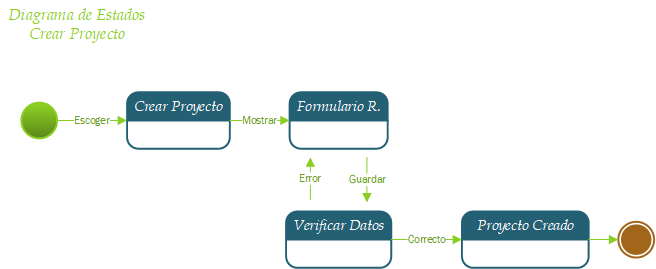 Diagrama de Estados
Crear Proyecto
Escoger
Crear Proyecto
Mostrar
Formulario R.
Error
Guardar
Verificar Datos
Correcto
Proyecto Creado